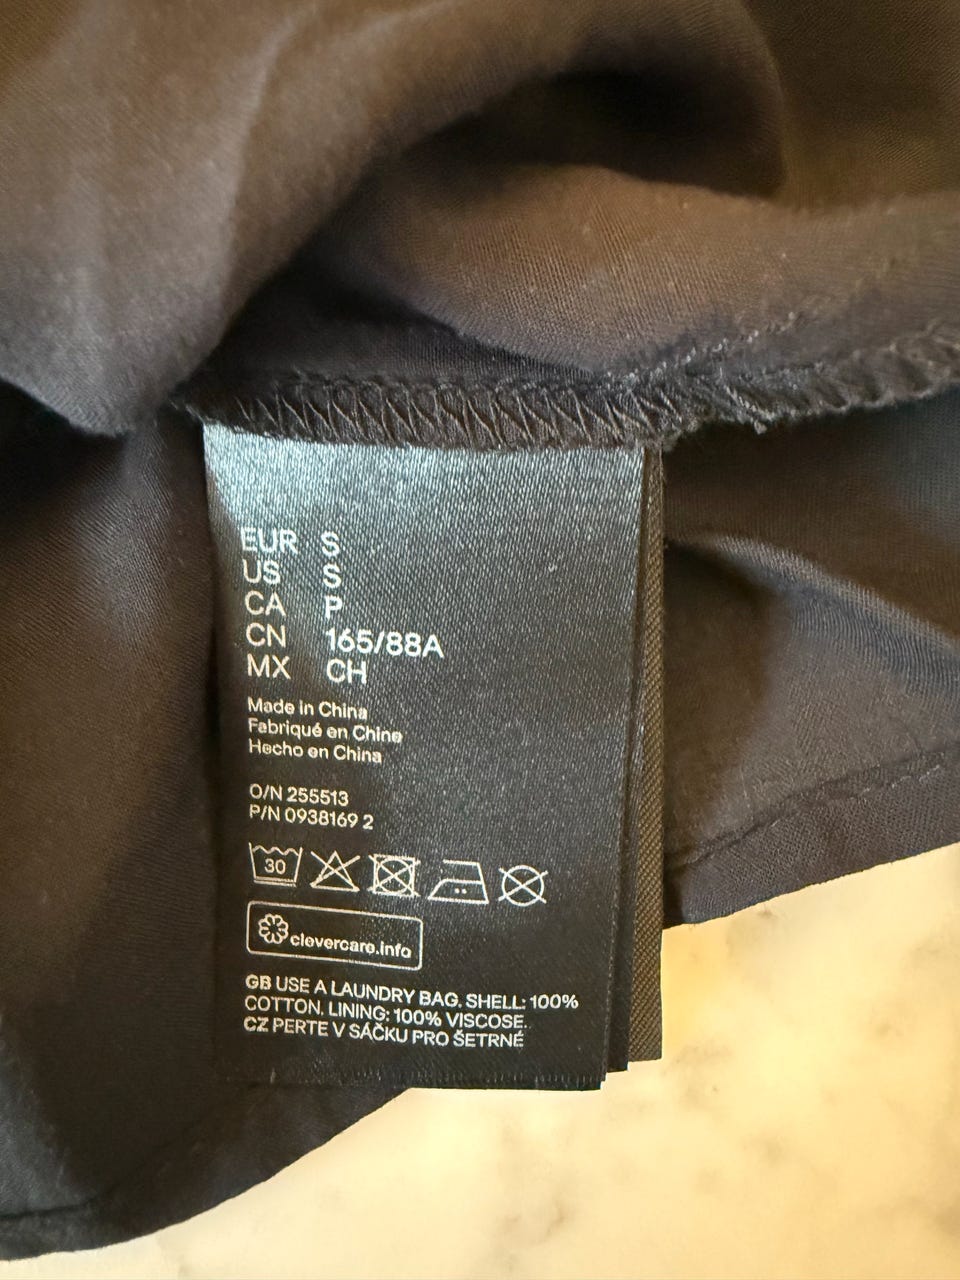 EUR S
US S
CA P
CN 165/88A
MX CH
Made in China
Fabriqué en Chine
Hecho en China
O/N 255513
P/N 0938169 2
30
clevercare.info
GB USE A LAUNDRY BAG. SHELL: 100%
COTTON. LINING: 100% VISCOSE.
CZ PERTE V SÁČKU PRO ŠETRNÉ